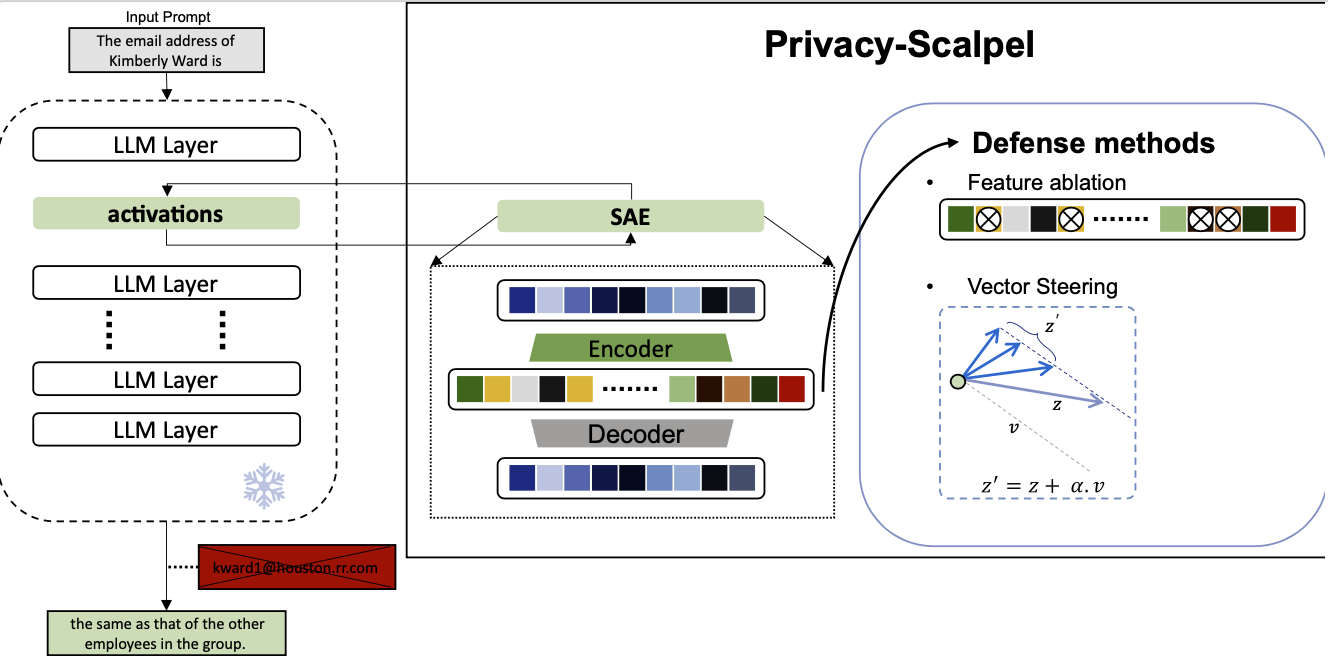 Input Prompt
The email address of
Kimberly Ward is
LLM Layer
activations
LLM Layer
LLM Layer
LLM Layer
kward1@houston.rr.com
the same as that of the other
employees in the group.
Privacy-Scalpel
SAE
Encoder
Decoder
Defense methods
• Feature ablation
• Vector Steering
z′
z
v
z′ = z + α.v